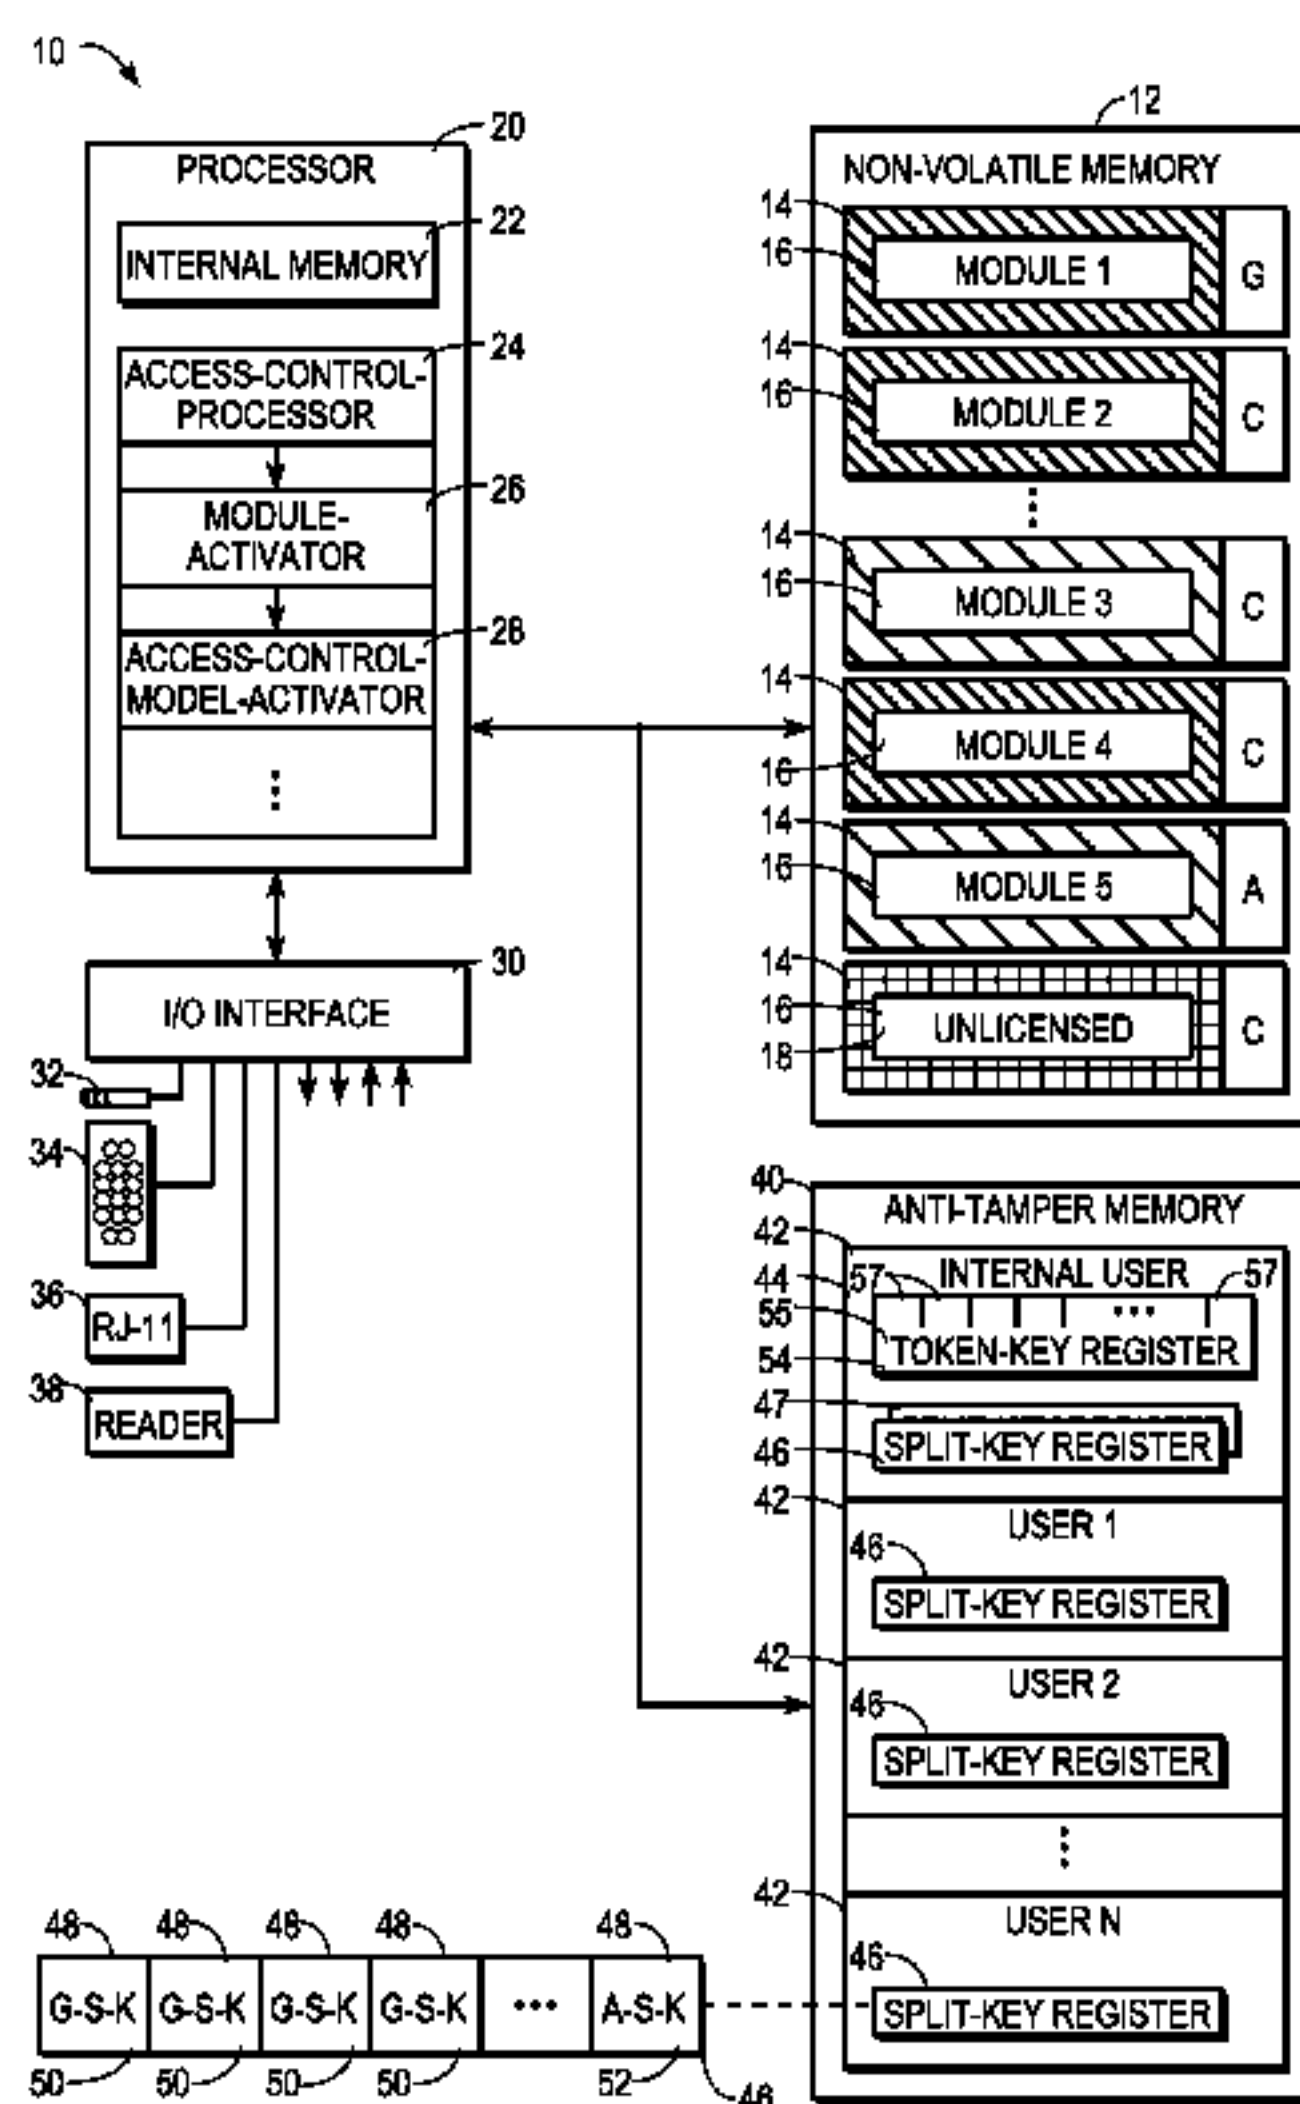 10
20
PROCESSOR
22
INTERNAL MEMORY
24
ACCESS-CONTROL-
PROCESSOR
26
MODULE-
ACTIVATOR
28
ACCESS-CONTROL-
MODEL-ACTIVATOR
30
I/O INTERFACE
32
34
36
RJ-11
38
READER
12
NON-VOLATILE MEMORY
14
16
MODULE 1
G
14
16
MODULE 2
C
14
16
MODULE 3
C
14
16
MODULE 4
C
14
16
MODULE 5
A
14
16
18
UNLICENSED
C
40
ANTI-TAMPER MEMORY
42
INTERNAL USER
44
57
57
55
TOKEN-KEY REGISTER
54
47
46
SPLIT-KEY REGISTER
42
USER 1
46
SPLIT-KEY REGISTER
42
USER 2
46
SPLIT-KEY REGISTER
42
USER N
46
SPLIT-KEY REGISTER
48 48 48 48 48
G-S-K G-S-K G-S-K G-S-K ... A-S-K
50 50 50 50 52
46